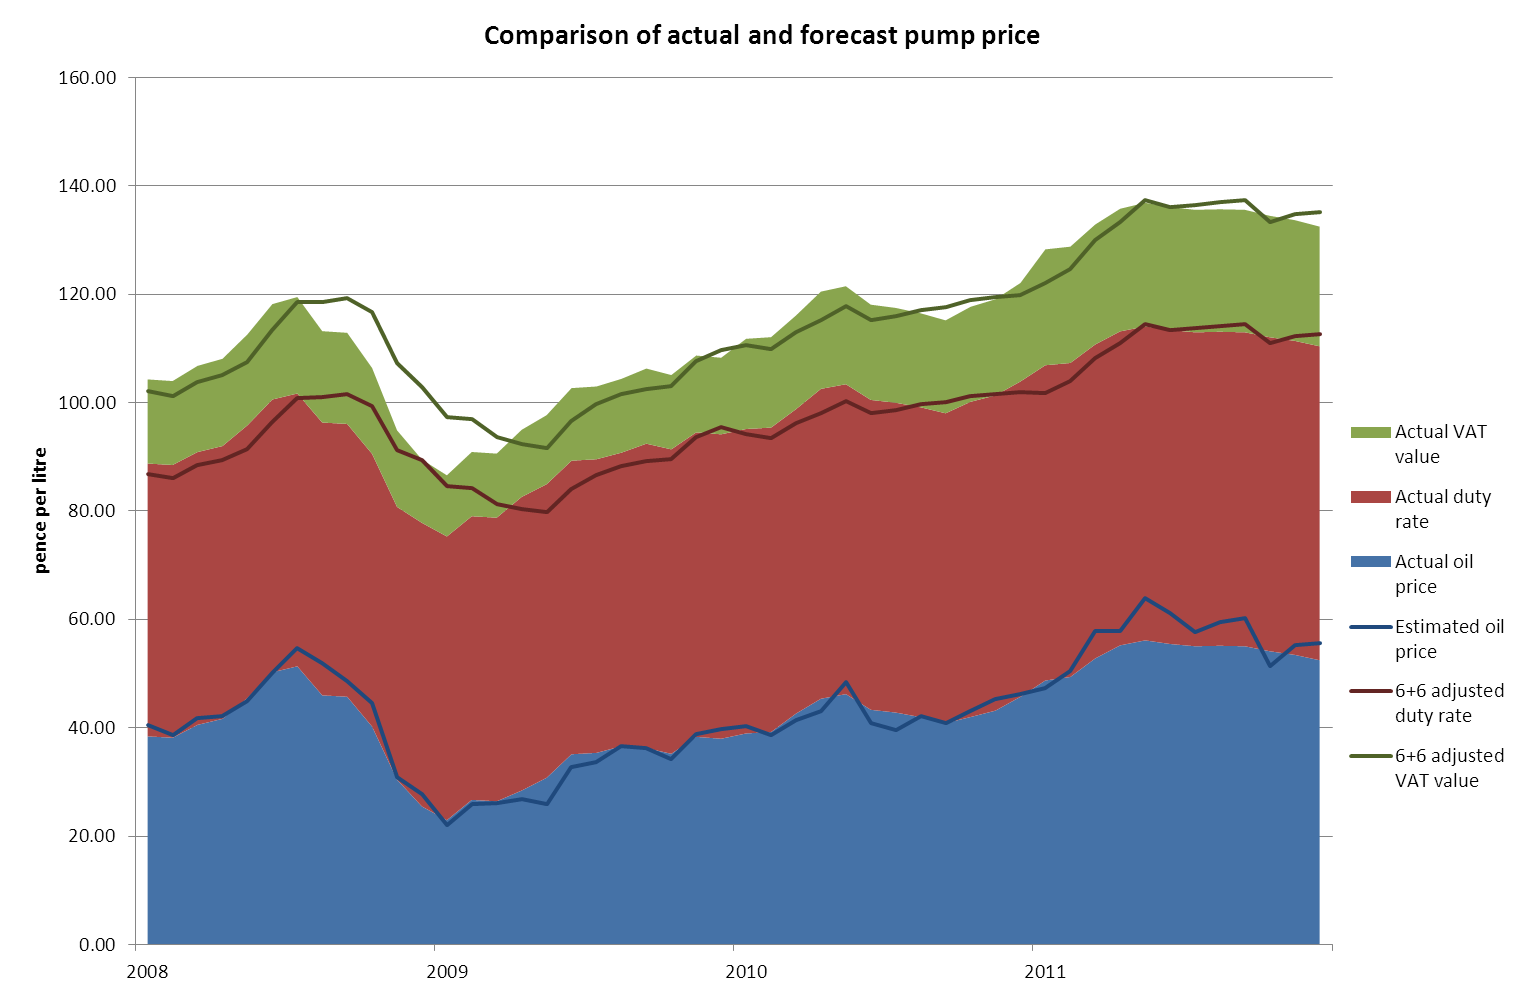 Comparison of actual and forecast pump price
160.00
140.00
120.00
100.00
80.00
60.00
40.00
20.00
0.00
pence per litre
2008
2009
2010
2011
Actual VAT
value
Actual duty
rate
Actual oil
price
Estimated oil
price
6+6 adjusted
duty rate
6+6 adjusted
VAT value